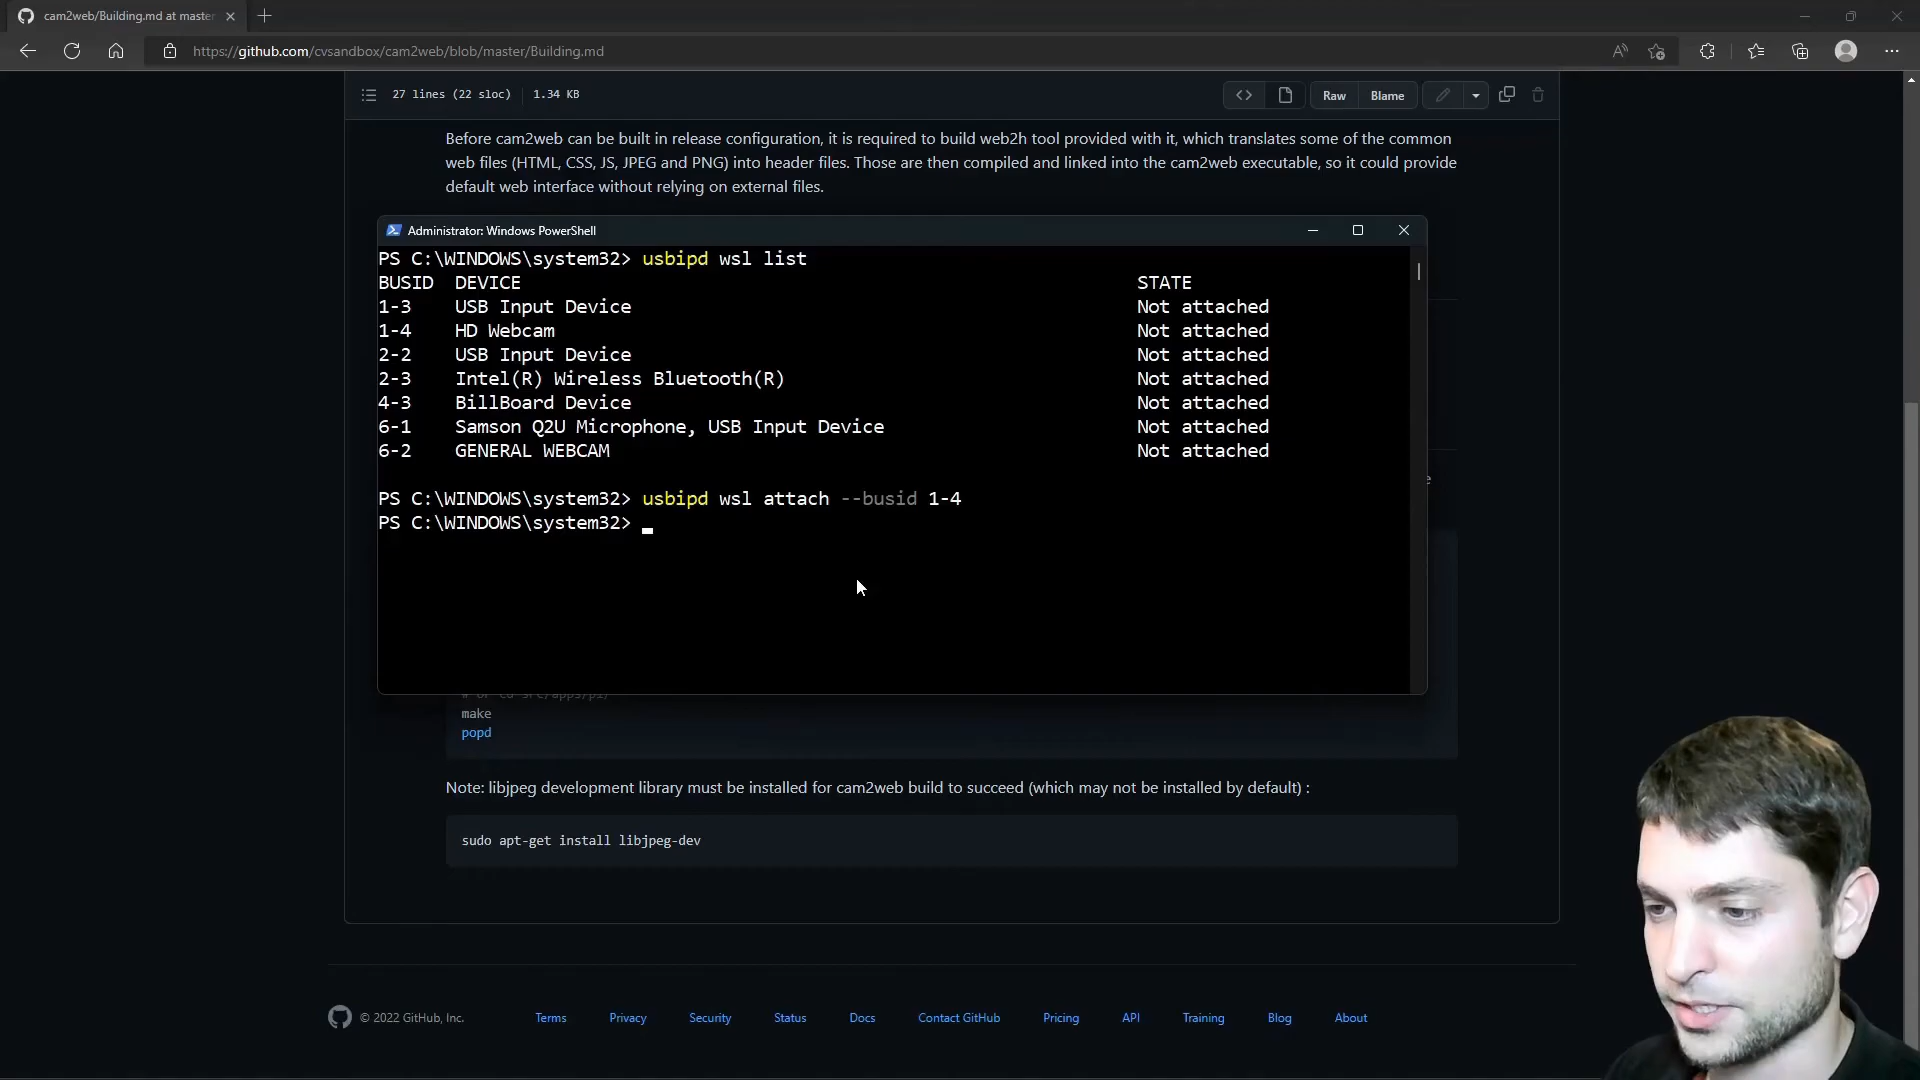 cam2web/Building.md at master
https://github.com/cvsandbox/cam2web/blob/master/Building.md
27 lines (22 sloc) 1.34 KB
Raw Blame
Before cam2web can be built in release configuration, it is required to build web2h tool provided with it, which translates some of the common
web files (HTML, CSS, JS, JPEG and PNG) into header files. Those are then compiled and linked into the cam2web executable, so it could provide
default web interface without relying on external files.
Administrator: Windows PowerShell
PS C:\WINDOWS\system32> usbipd wsl list
BUSID DEVICE STATE
1-3 USB Input Device Not attached
1-4 HD Webcam Not attached
2-2 USB Input Device Not attached
2-3 Intel(R) Wireless Bluetooth(R) Not attached
4-3 BillBoard Device Not attached
6-1 Samson Q2U Microphone, USB Input Device Not attached
6-2 GENERAL WEBCAM Not attached
PS C:\WINDOWS\system32> usbipd wsl attach --busid 1-4
PS C:\WINDOWS\system32>
# or cd src/apps/pi/
make
popd
Note: libjpeg development library must be installed for cam2web build to succeed (which may not be installed by default) :
sudo apt-get install libjpeg-dev
© 2022 GitHub, Inc. Terms Privacy Security Status Docs Contact GitHub Pricing API Training Blog About